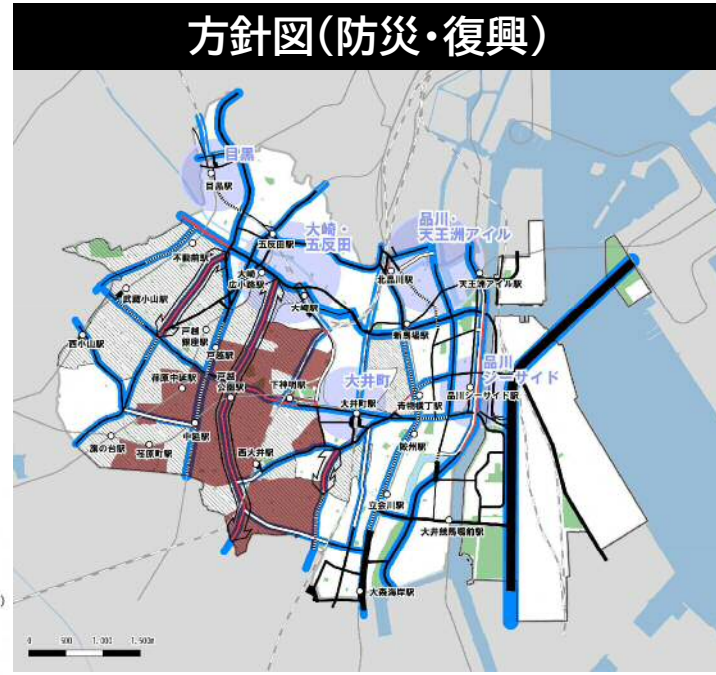 方針図(防災・復興)
目黒
目黒駅
大崎・
五反田
品川・
天王洲アイル
五反田駅
不動前駅
大崎
広小路駅
北品川駅
天王洲アイル駅
武蔵小山駅
大崎駅
戸越
銀座駅
新馬場駅
西小山駅
戸越駅
品川
シーサイド
荏原中延駅
戸越
公園駅
下神明駅
大井町
大井町駅
青物横丁駅
品川シーサイド駅
中延駅
旗の台駅
荏原町駅
西大井駅
鮫洲駅
立会川駅
大井競馬場前駅
大森海岸駅
)
0 500 1,000 1,500m